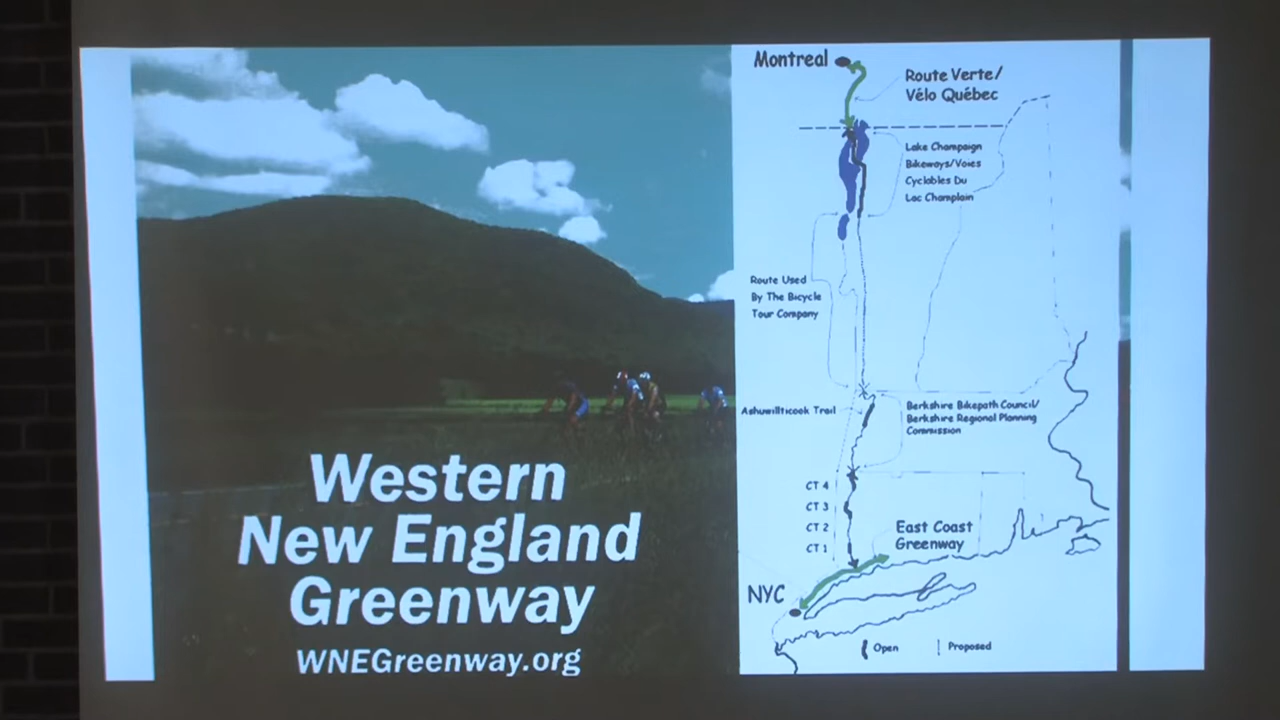 Western
New England
Greenway
WNEGreenway.org
Montreal
Route Verte/
Vélo Québec
Lake Champaign
Bikeways/Voies
Cyclables Du
Lac Champlain
Route Used
By The Bicycle
Tour Company
Ashuwillticook Trail
Berkshire Bikepath Council/
Berkshire Regional Planning
Commission
CT 4
CT 3
CT 2
CT 1
East Coast
Greenway
NYC
Open
Proposed